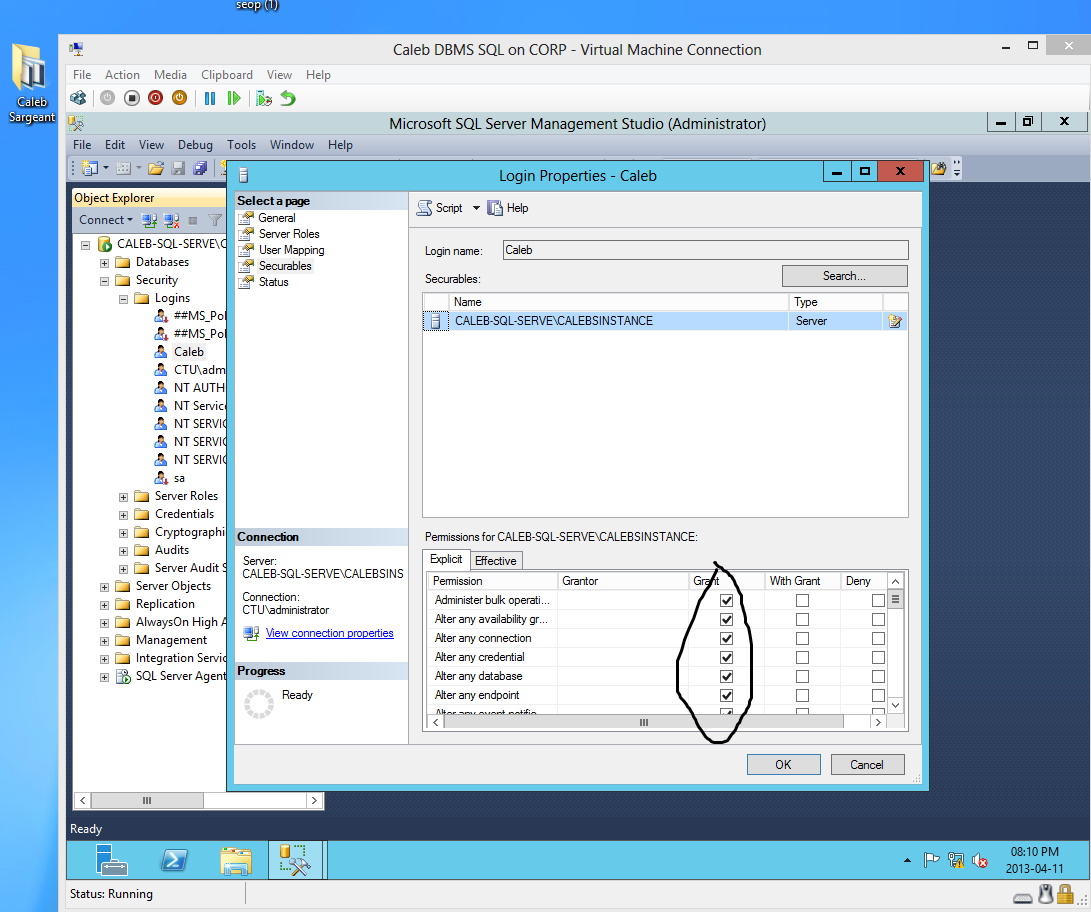 seop (1)
Caleb
Sargeant
Caleb DBMS SQL on CORP - Virtual Machine Connection
File Action Media Clipboard View Help
Microsoft SQL Server Management Studio (Administrator)
File Edit View Debug Tools Window Help
Login Properties - Caleb
Object Explorer
Connect
CALEB-SQL-SERVE\C
Databases
Security
Logins
##MS_Pol
##MS_Pol
Caleb
CTU\adm
NT AUTH
NT Service
NT SERVIC
NT SERVIC
NT SERVIC
sa
Server Roles
Credentials
Cryptographi
Audits
Server Audit S
Server Objects
Replication
AlwaysOn High A
Management
Integration Servic
SQL Server Agent
Select a page
General
Server Roles
User Mapping
Securables
Status
Connection
Server:
CALEB-SQL-SERVE\CALEBSINS
Connection:
CTU\administrator
View connection properties
Progress
Ready
Script Help
Login name: Caleb
Securables: Search...
Name Type
CALEB-SQL-SERVE\CALEBSINSTANCE Server
Permissions for CALEB-SQL-SERVE\CALEBSINSTANCE:
Explicit Effective
Permission Grantor Grant With Grant Deny
Administer bulk operati...
Alter any availability gr...
Alter any connection
Alter any credential
Alter any database
Alter any endpoint
Alter any event notific...
OK Cancel
Ready
08:10 PM
2013-04-11
Status: Running